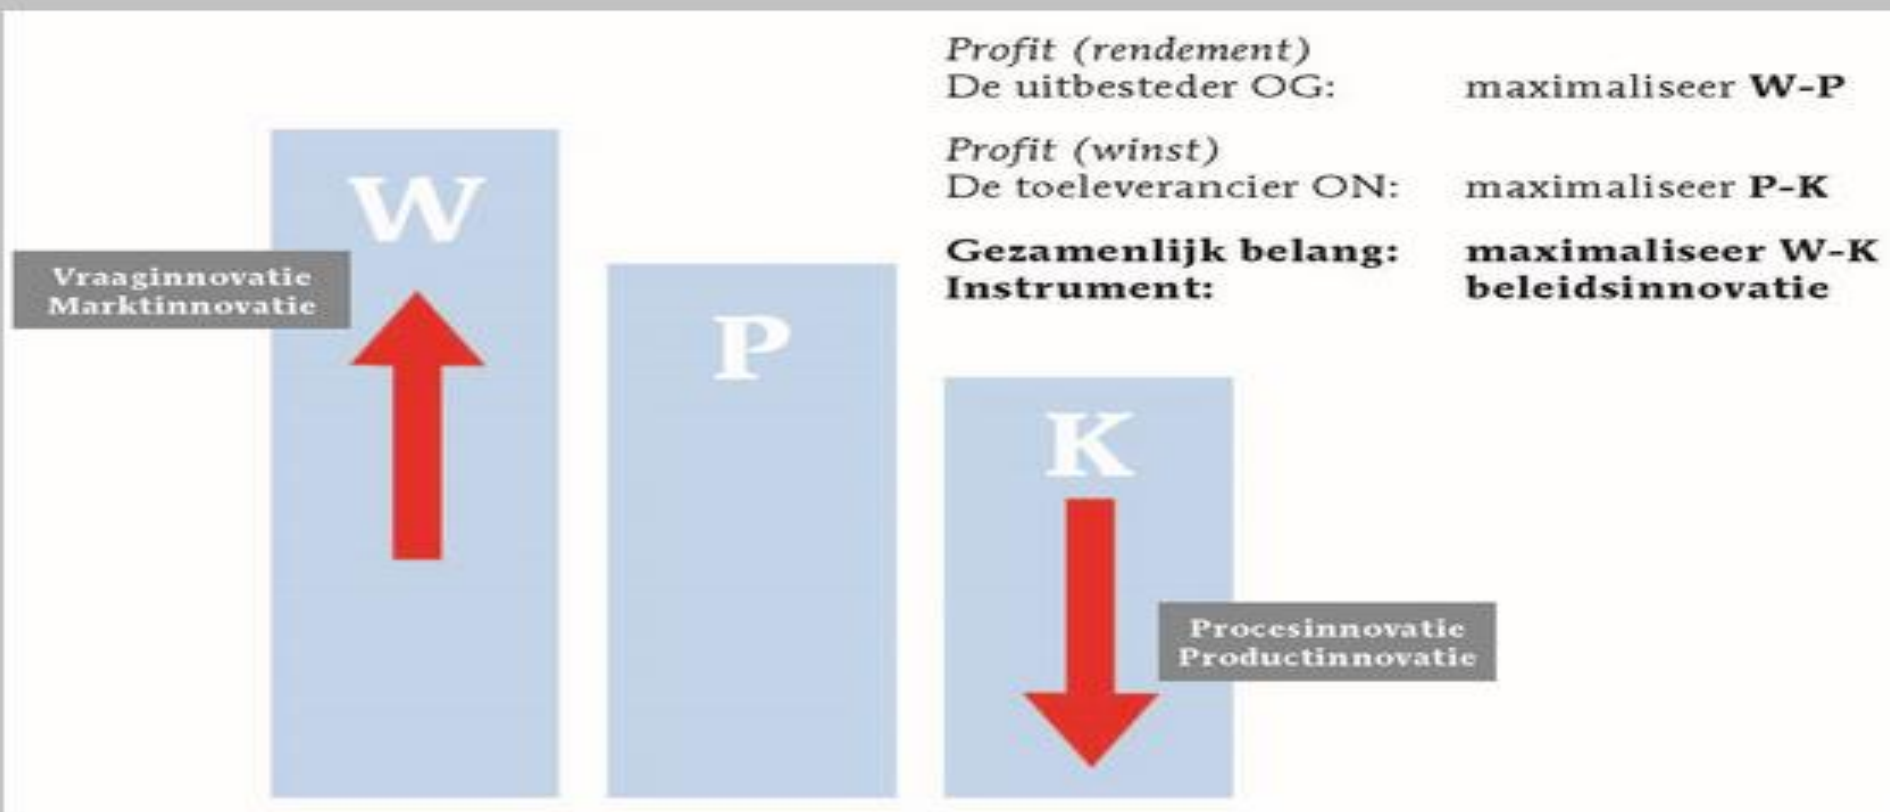 Profit (rendement)
De uitbesteder OG: maximaliseer W-P
Profit (winst)
De toeleverancier ON: maximaliseer P-K
Gezamenlijk belang: maximaliseer W-K
Instrument: beleidsinnovatie
W
Vraaginnovatie
Marktinnovatie
P
K
Procesinnovatie
Productinnovatie